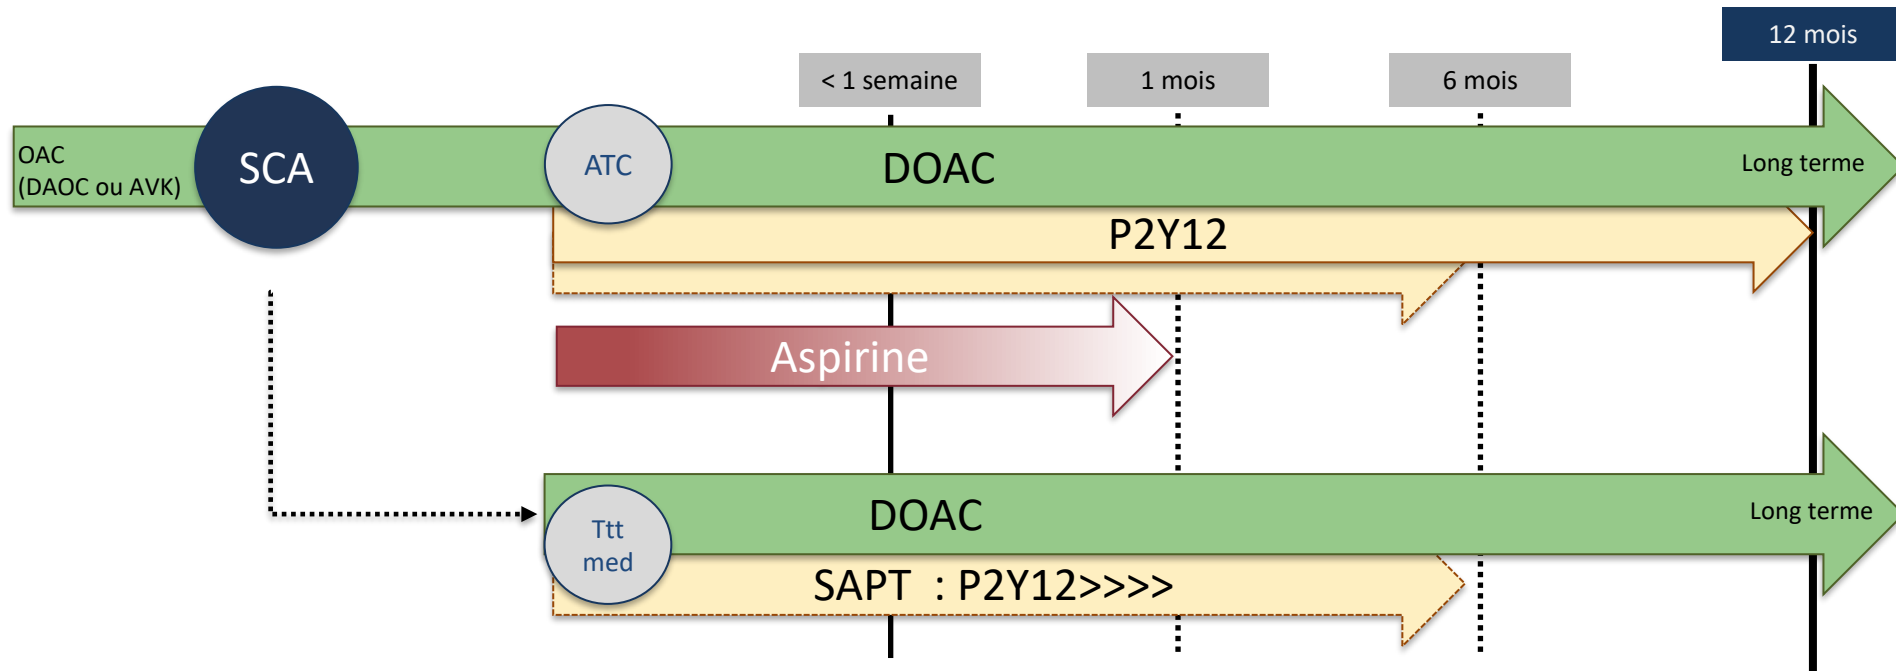 12 mois
< 1 semaine
1 mois
6 mois
OAC
(DAOC ou AVK)
SCA
ATC
DOAC
Long terme
P2Y12
Aspirine
DOAC
Long terme
Ttt
med
SAPT : P2Y12>>>>